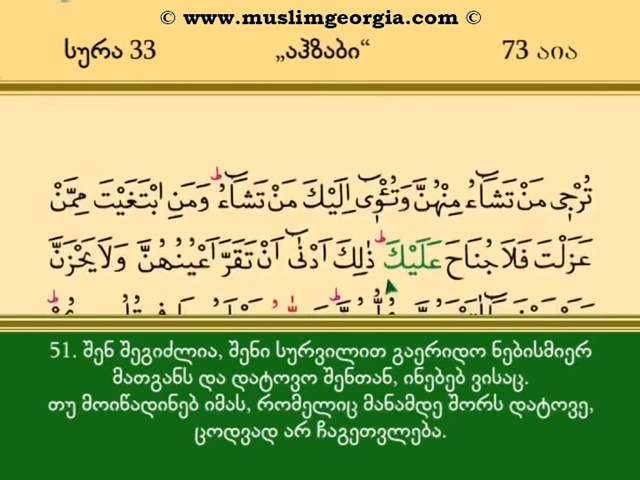 © www.muslimgeorgia.com ©
სურა 33 „აჰზაბი“ 73 აია
تُرْجِى مَنْ تَشَٓاءُ مِنْهُنَّ وَتُـْٔوٓى اِلَيْكَ مَنْ تَشَٓاءُ ط وَمَنِ ابْتَغَيْتَ مِمَّنْ
عَزَلْتَ فَلَا جُنَاحَ عَلَيْكَ ط ذٰلِكَ اَدْنٰٓى اَنْ تَقَرَّ اَعْيُنُهُنَّ وَلَا يَحْزَنَّ
51. შენ შეგიძლია, შენი სურვილით გაერიდო ნებისმიერ
მათგანს და დატოვო შენთან, ინებებ ვისაც.
თუ მოიწადინებ იმას, რომელიც მანამდე შორს დატოვე,
ცოდვად არ ჩაგეთვლება.